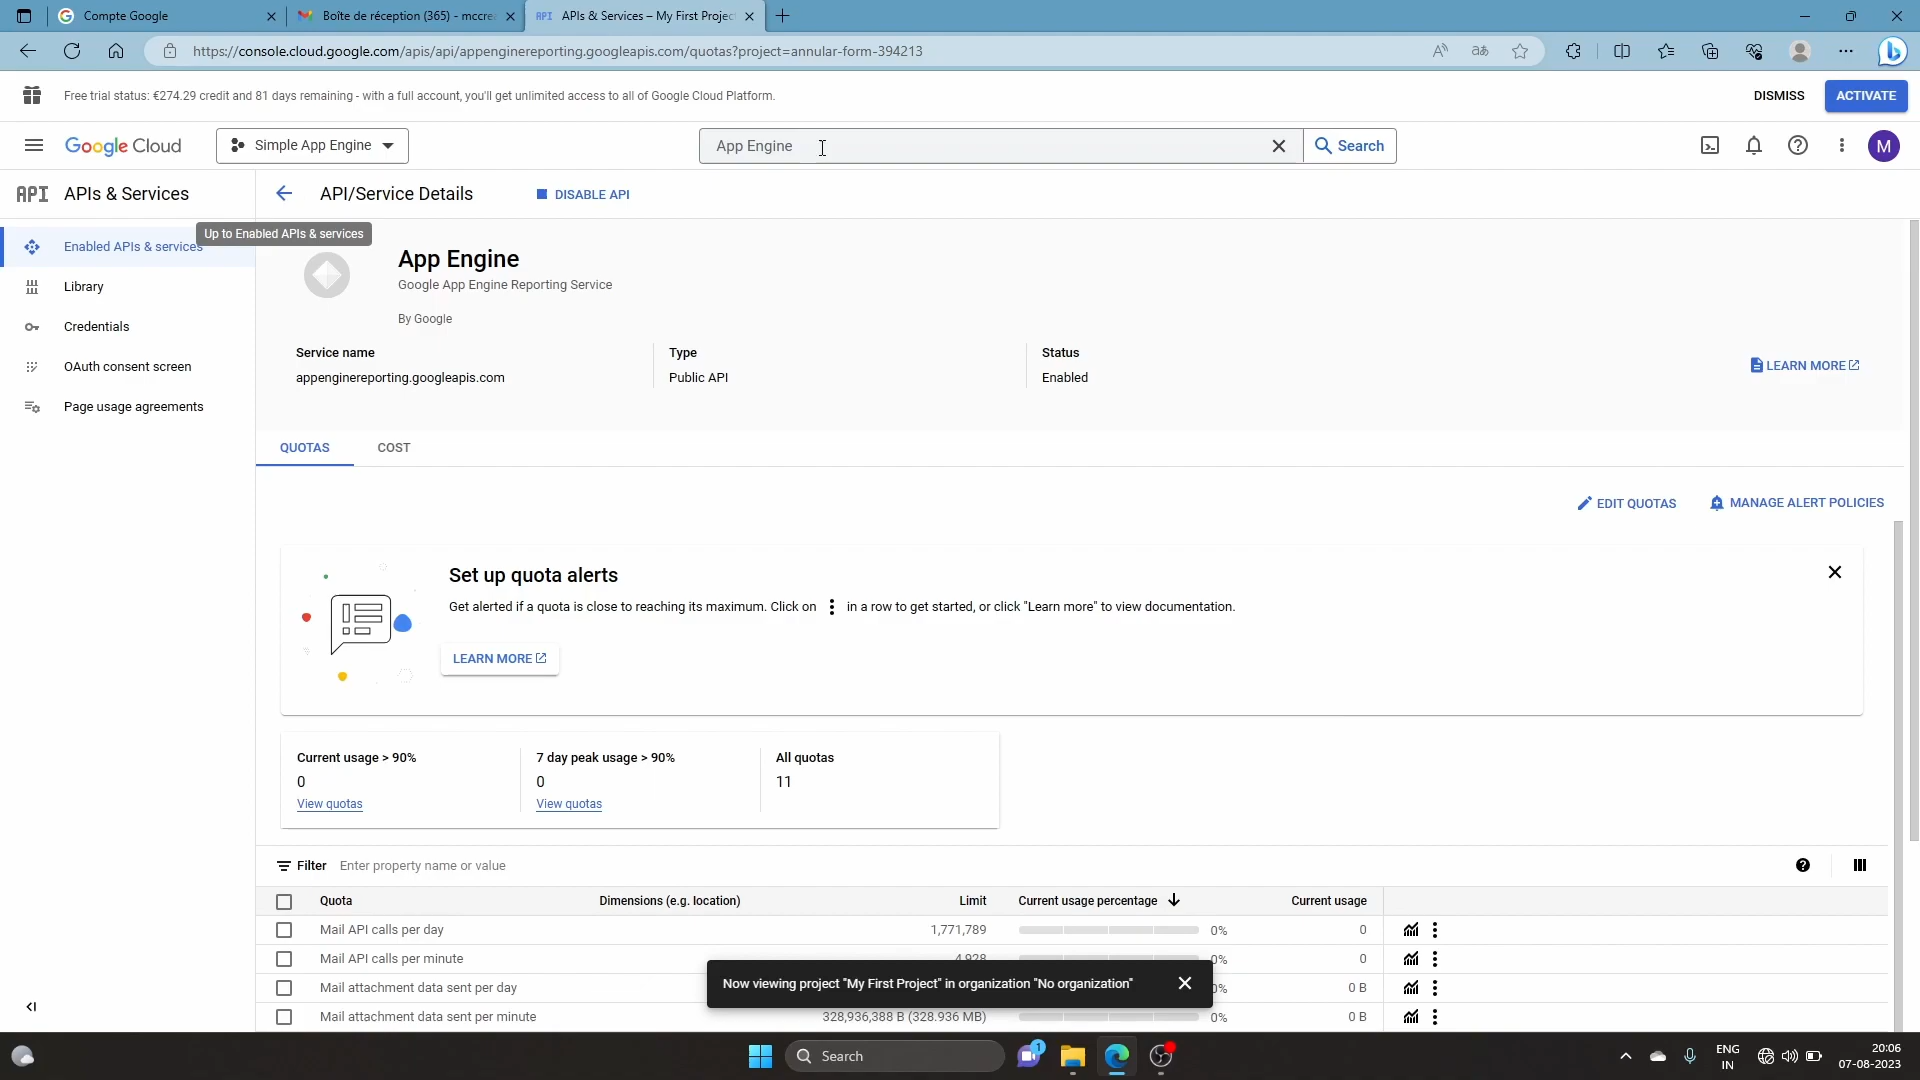 Compte Google
Boîte de réception (365) - mccrea
API APIs & Services – My First Project
https://console.cloud.google.com/apis/api/appenginereporting.googleapis.com/quotas?project=annular-form-394213
Free trial status: €274.29 credit and 81 days remaining - with a full account, you'll get unlimited access to all of Google Cloud Platform.
DISMISS
ACTIVATE
Google Cloud
Simple App Engine
App Engine
Search
M
API APIs & Services
API/Service Details
DISABLE API
Up to Enabled APIs & services
Enabled APIs & services
Library
Credentials
OAuth consent screen
Page usage agreements
App Engine
Google App Engine Reporting Service
By Google
Service name
appenginereporting.googleapis.com
Type
Public API
Status
Enabled
LEARN MORE
QUOTAS
COST
EDIT QUOTAS
MANAGE ALERT POLICIES
Set up quota alerts
Get alerted if a quota is close to reaching its maximum. Click on in a row to get started, or click "Learn more" to view documentation.
LEARN MORE
Current usage > 90%
0
View quotas
7 day peak usage > 90%
0
View quotas
All quotas
11
Filter Enter property name or value
Quota Dimensions (e.g. location) Limit Current usage percentage Current usage
Mail API calls per day 1,771,789 0% 0
Mail API calls per minute 4,928 0% 0
Mail attachment data sent per day 0% 0 B
Mail attachment data sent per minute 328,936,388 B (328.936 MB) 0% 0 B
Now viewing project "My First Project" in organization "No organization"
Search
1
ENG
IN
20:06
07-08-2023